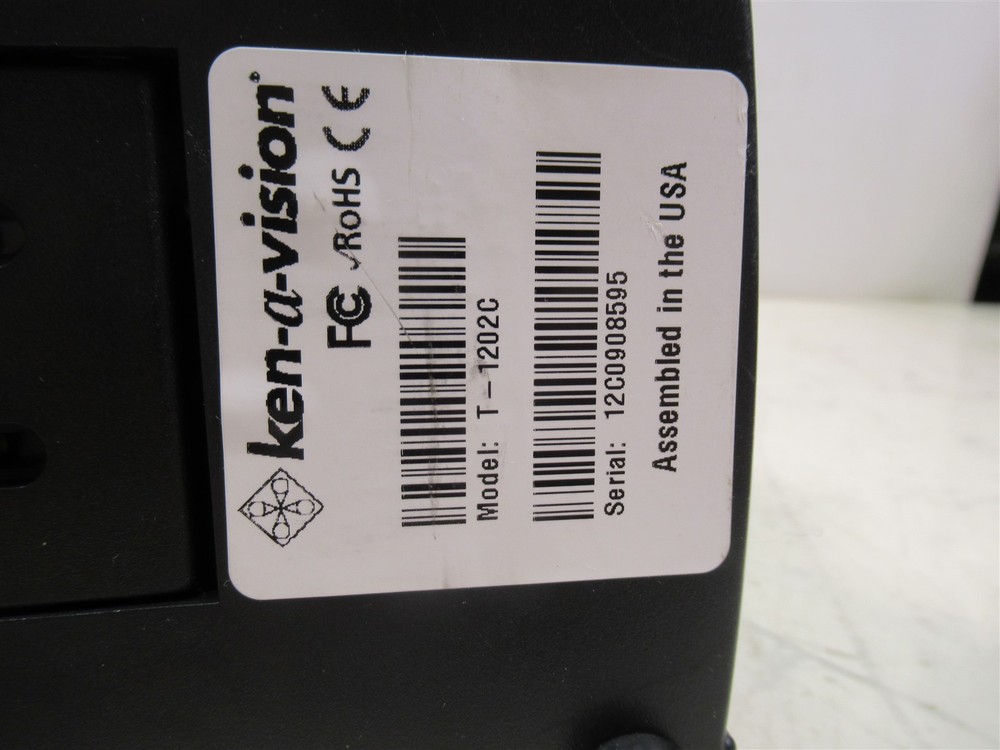 ken-a-vision®
FC ✓RoHS CE
Model: T-1202C
Serial: 12C0908595
Assembled in the USA